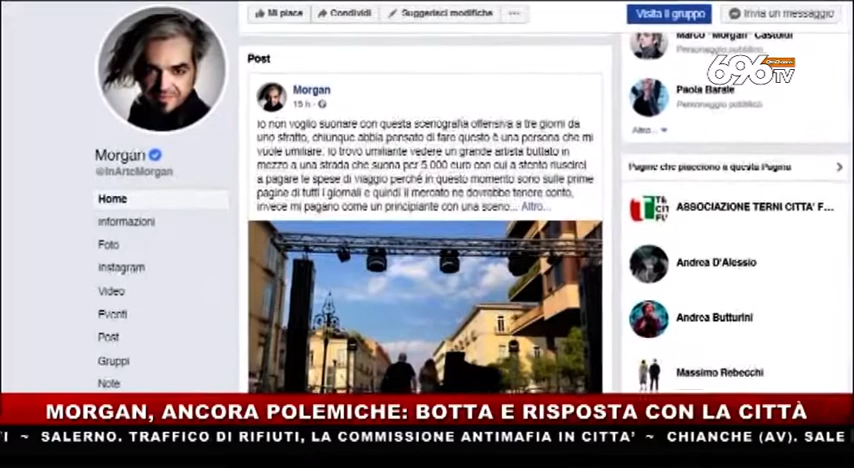 Mi piace Condividi Suggerisci modifiche ...
Visita il gruppo
Invia un messaggio
Post
Morgan
15 h
Io non voglio suonare con questa scenografia offensiva a tre giorni da
uno sfratto, chiunque abbia pensato di fare questo è una persona che mi
vuole umiliare. Io trovo umiliante vedere un grande artista buttato in
mezzo a una strada che suona per 5 000 euro con cui a stento riuscirei
a pagare le spese di viaggio perché in questo momento sono sulle prime
pagine di tutti i giornali e quindi il mercato ne dovrebbe tenere conto,
invece mi pagano come un principiante con una sceno... Altro...
Morgan
@InArteMorgan
Home
Informazioni
Foto
Instagram
Video
Eventi
Post
Gruppi
Note
Marco "Morgan" Castoldi
Personaggio pubblico
696 TV
Paola Barale
Personaggio pubblico
Altro...
Pagine che piacciono a questa Pagina
ASSOCIAZIONE TERNI CITTA' F...
Andrea D'Alessio
Andrea Butturini
Massimo Rebecchi
MORGAN, ANCORA POLEMICHE: BOTTA E RISPOSTA CON LA CITTÀ
~ SALERNO. TRAFFICO DI RIFIUTI, LA COMMISSIONE ANTIMAFIA IN CITTA' ~ CHIANCHE (AV). SALE